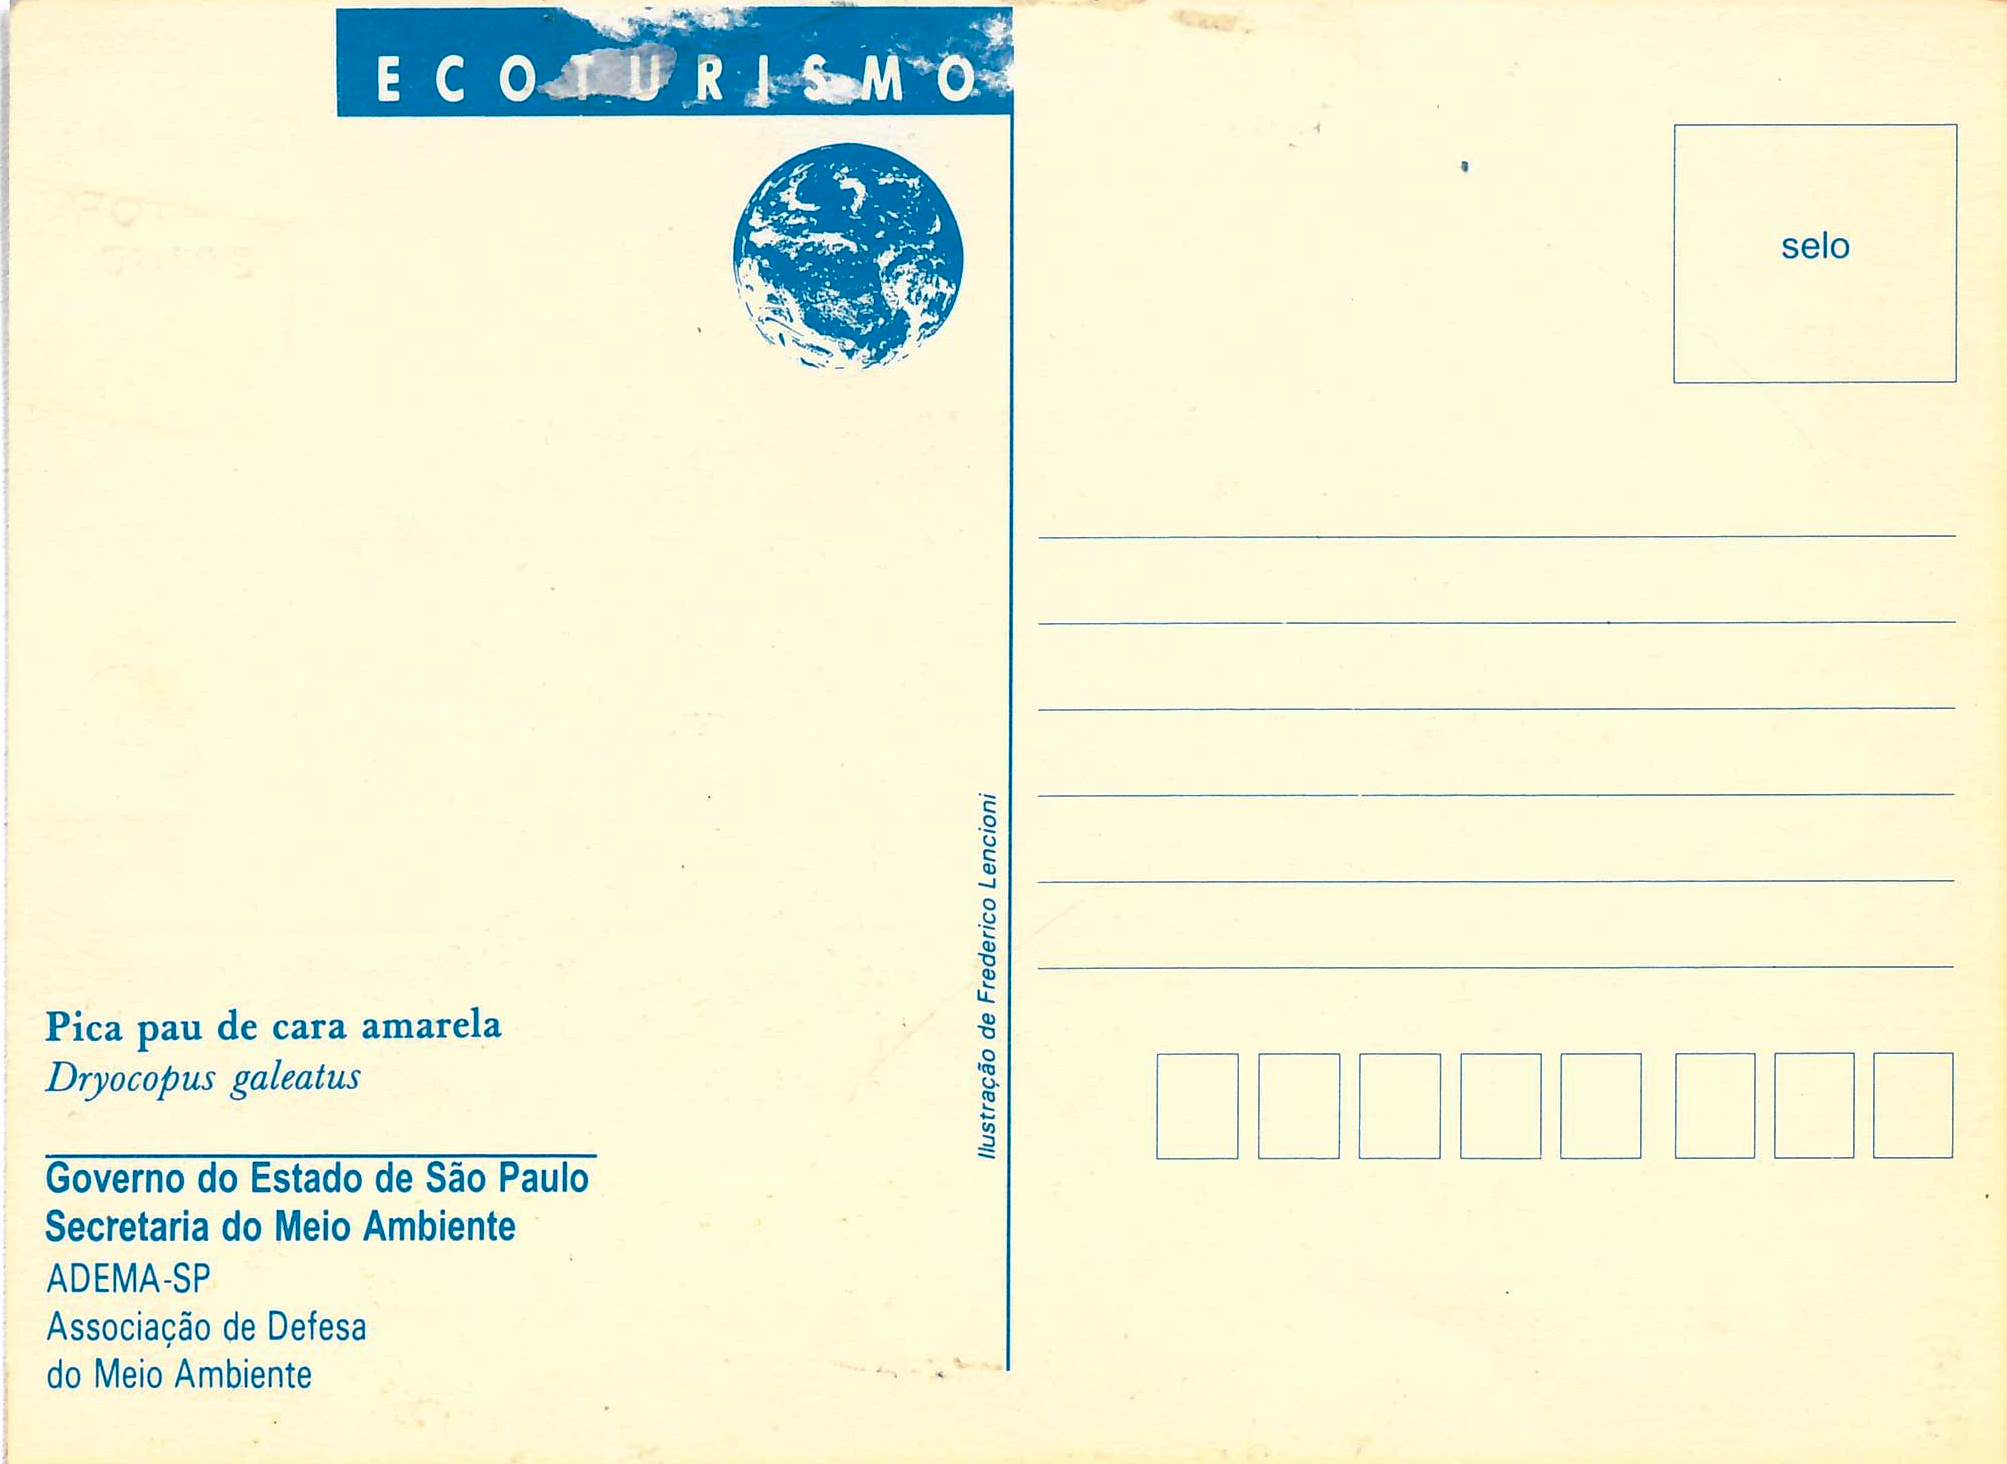 ECOTURISMO
selo
Ilustração de Frederico Lencioni
Pica pau de cara amarela
Dryocopus galeatus
Governo do Estado de São Paulo
Secretaria do Meio Ambiente
ADEMA-SP
Associação de Defesa
do Meio Ambiente